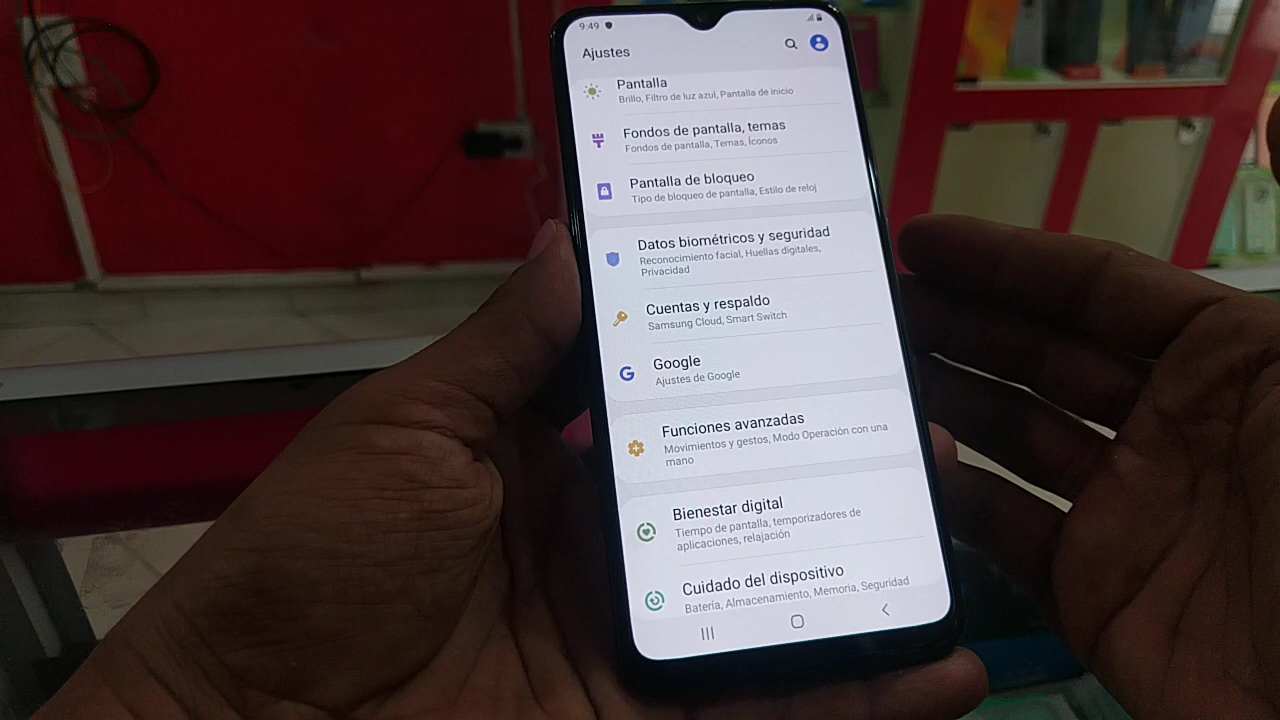 9:49
Ajustes
Pantalla
Brillo, Filtro de luz azul, Pantalla de inicio
Fondos de pantalla, temas
Fondos de pantalla, Temas, Íconos
Pantalla de bloqueo
Tipo de bloqueo de pantalla, Estilo de reloj
Datos biométricos y seguridad
Reconocimiento facial, Huellas digitales,
Privacidad
Cuentas y respaldo
Samsung Cloud, Smart Switch
G
Google
Ajustes de Google
Funciones avanzadas
Movimientos y gestos, Modo Operación con una
mano
Bienestar digital
Tiempo de pantalla, temporizadores de
aplicaciones, relajación
Cuidado del dispositivo
Batería, Almacenamiento, Memoria, Seguridad